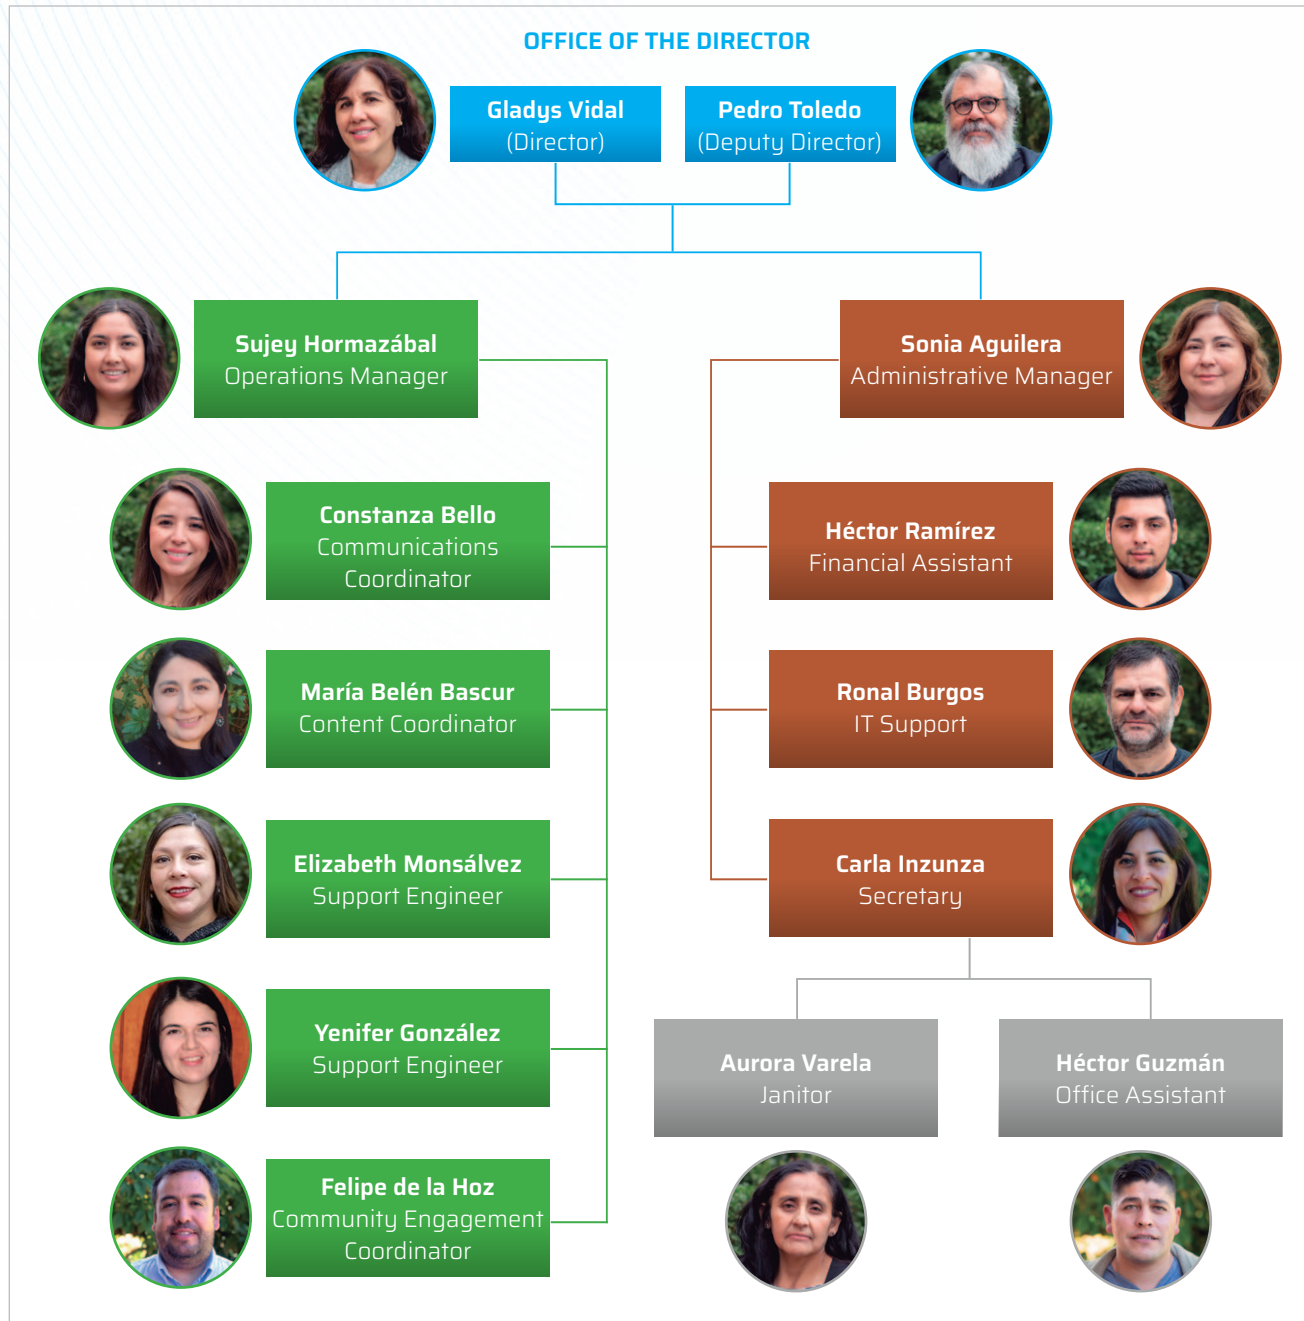 OFFICE OF THE DIRECTOR
Gladys Vidal
(Director)
Pedro Toledo
(Deputy Director)
Sujey Hormazábal
Operations Manager
Sonia Aguilera
Administrative Manager
Constanza Bello
Communications
Coordinator
Héctor Ramírez
Financial Assistant
María Belén Bascur
Content Coordinator
Ronal Burgos
IT Support
Elizabeth Monsálvez
Support Engineer
Carla Inzunza
Secretary
Yenifer González
Support Engineer
Aurora Varela
Janitor
Héctor Guzmán
Office Assistant
Felipe de la Hoz
Community Engagement
Coordinator